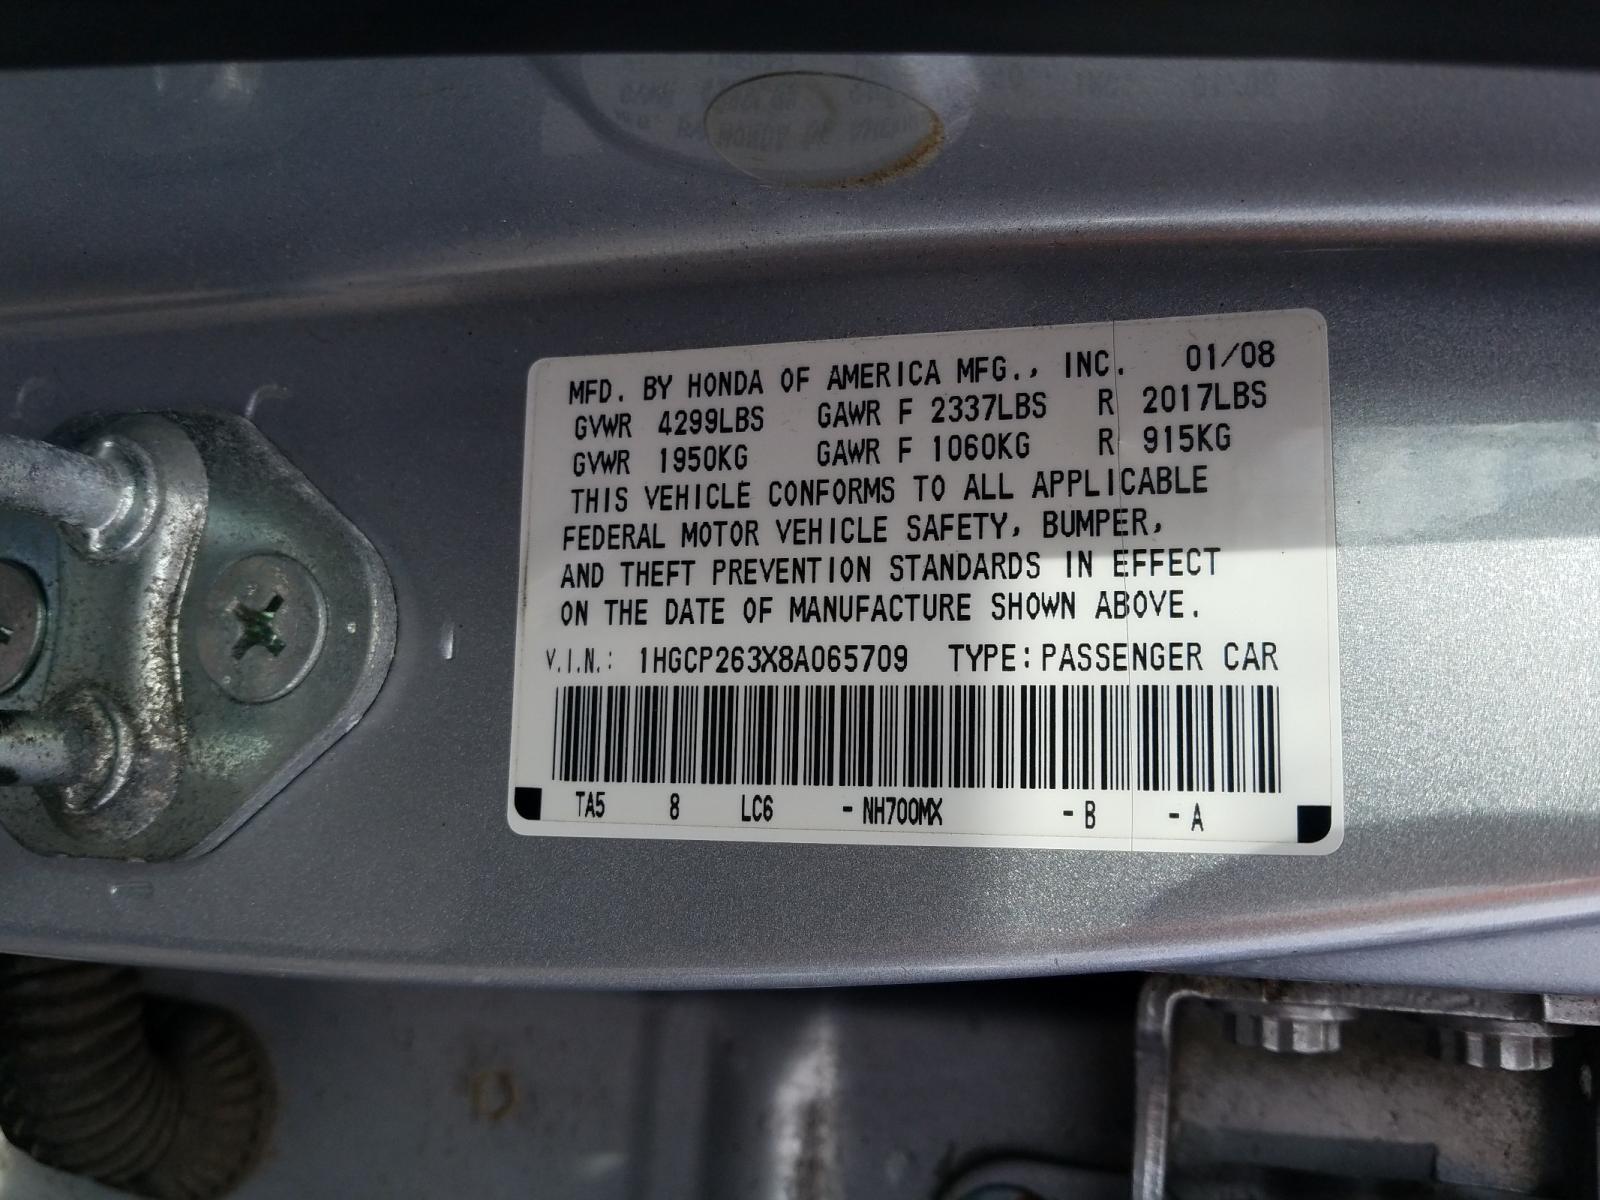 MFD. BY HONDA OF AMERICA MFG., INC. 01/08
GVWR 4299LBS GAWR F 2337LBS R 2017LBS
GVWR 1950KG GAWR F 1060KG R 915KG
THIS VEHICLE CONFORMS TO ALL APPLICABLE
FEDERAL MOTOR VEHICLE SAFETY, BUMPER,
AND THEFT PREVENTION STANDARDS IN EFFECT
ON THE DATE OF MANUFACTURE SHOWN ABOVE.
V.I.N.: 1HGCP263X8A065709 TYPE: PASSENGER CAR
TA5 8 LC6 - NH700MX - B - A